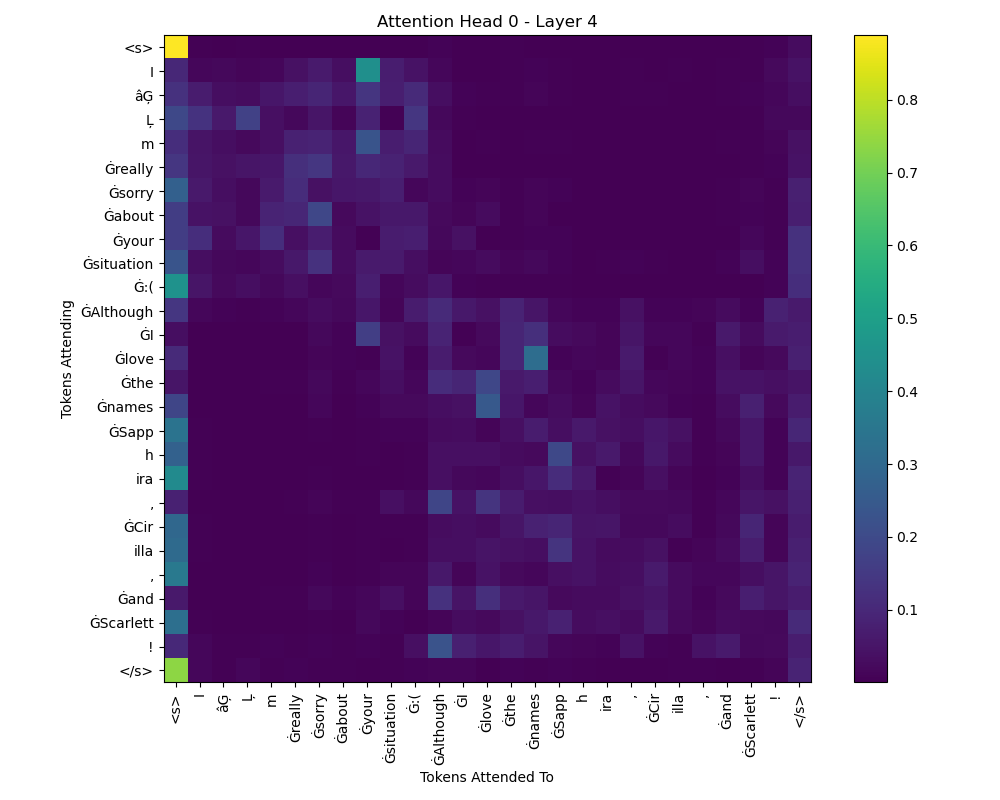 Attention Head 0 - Layer 4
Tokens Attending
<s>
I
âĢ
Ļ
m
Ġreally
Ġsorry
Ġabout
Ġyour
Ġsituation
Ġ:(
ĠAlthough
ĠI
Ġlove
Ġthe
Ġnames
ĠSapp
h
ira
,
ĠCir
illa
,
Ġand
ĠScarlett
!
</s>
<s>
I
âĢ
Ļ
m
Ġreally
Ġsorry
Ġabout
Ġyour
Ġsituation
Ġ:(
ĠAlthough
ĠI
Ġlove
Ġthe
Ġnames
ĠSapp
h
ira
,
ĠCir
illa
,
Ġand
ĠScarlett
!
</s>
Tokens Attended To
0.8
0.7
0.6
0.5
0.4
0.3
0.2
0.1